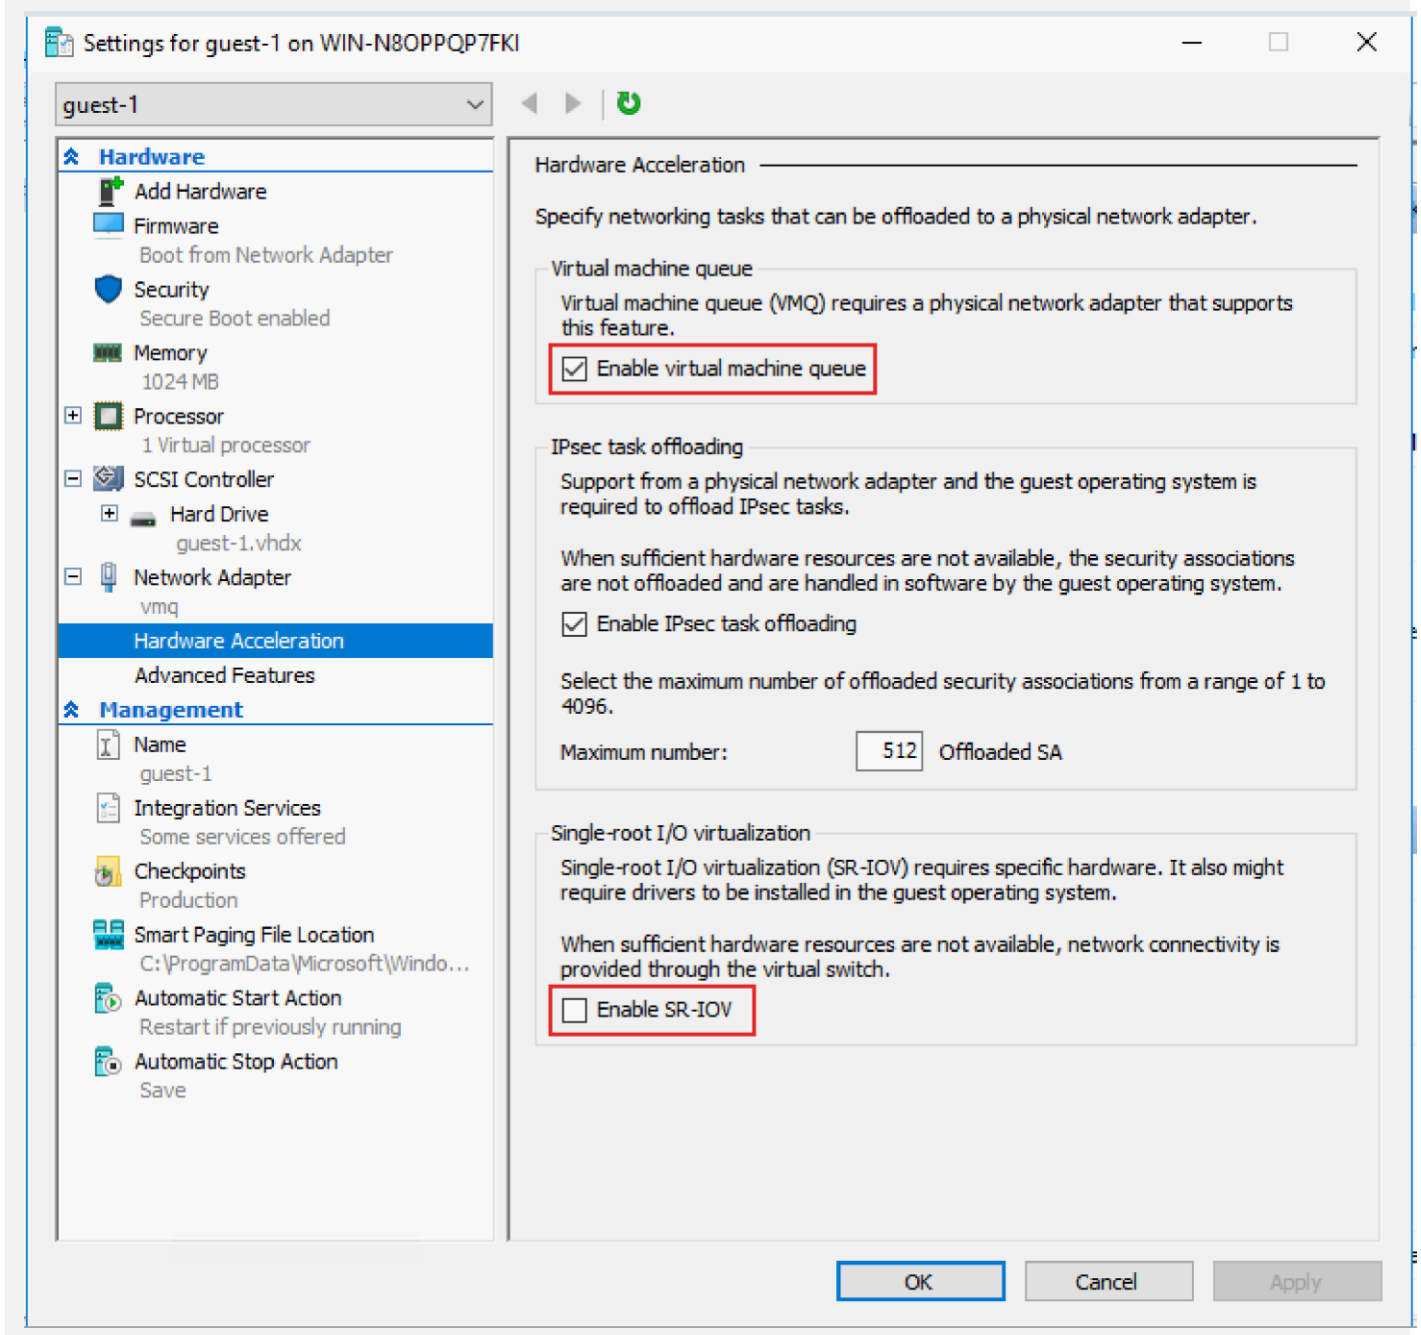 Settings for guest-1 on WIN-N8OPPQP7FKI
guest-1
Hardware
Add Hardware
Firmware
Boot from Network Adapter
Security
Secure Boot enabled
Memory
1024 MB
Processor
1 Virtual processor
SCSI Controller
Hard Drive
guest-1.vhdx
Network Adapter
vmq
Hardware Acceleration
Advanced Features
Management
Name
guest-1
Integration Services
Some services offered
Checkpoints
Production
Smart Paging File Location
C:\ProgramData\Microsoft\Windo...
Automatic Start Action
Restart if previously running
Automatic Stop Action
Save
Hardware Acceleration
Specify networking tasks that can be offloaded to a physical network adapter.
Virtual machine queue
Virtual machine queue (VMQ) requires a physical network adapter that supports
this feature.
Enable virtual machine queue
IPsec task offloading
Support from a physical network adapter and the guest operating system is
required to offload IPsec tasks.
When sufficient hardware resources are not available, the security associations
are not offloaded and are handled in software by the guest operating system.
Enable IPsec task offloading
Select the maximum number of offloaded security associations from a range of 1 to
4096.
Maximum number: 512 Offloaded SA
Single-root I/O virtualization
Single-root I/O virtualization (SR-IOV) requires specific hardware. It also might
require drivers to be installed in the guest operating system.
When sufficient hardware resources are not available, network connectivity is
provided through the virtual switch.
Enable SR-IOV
OK Cancel Apply